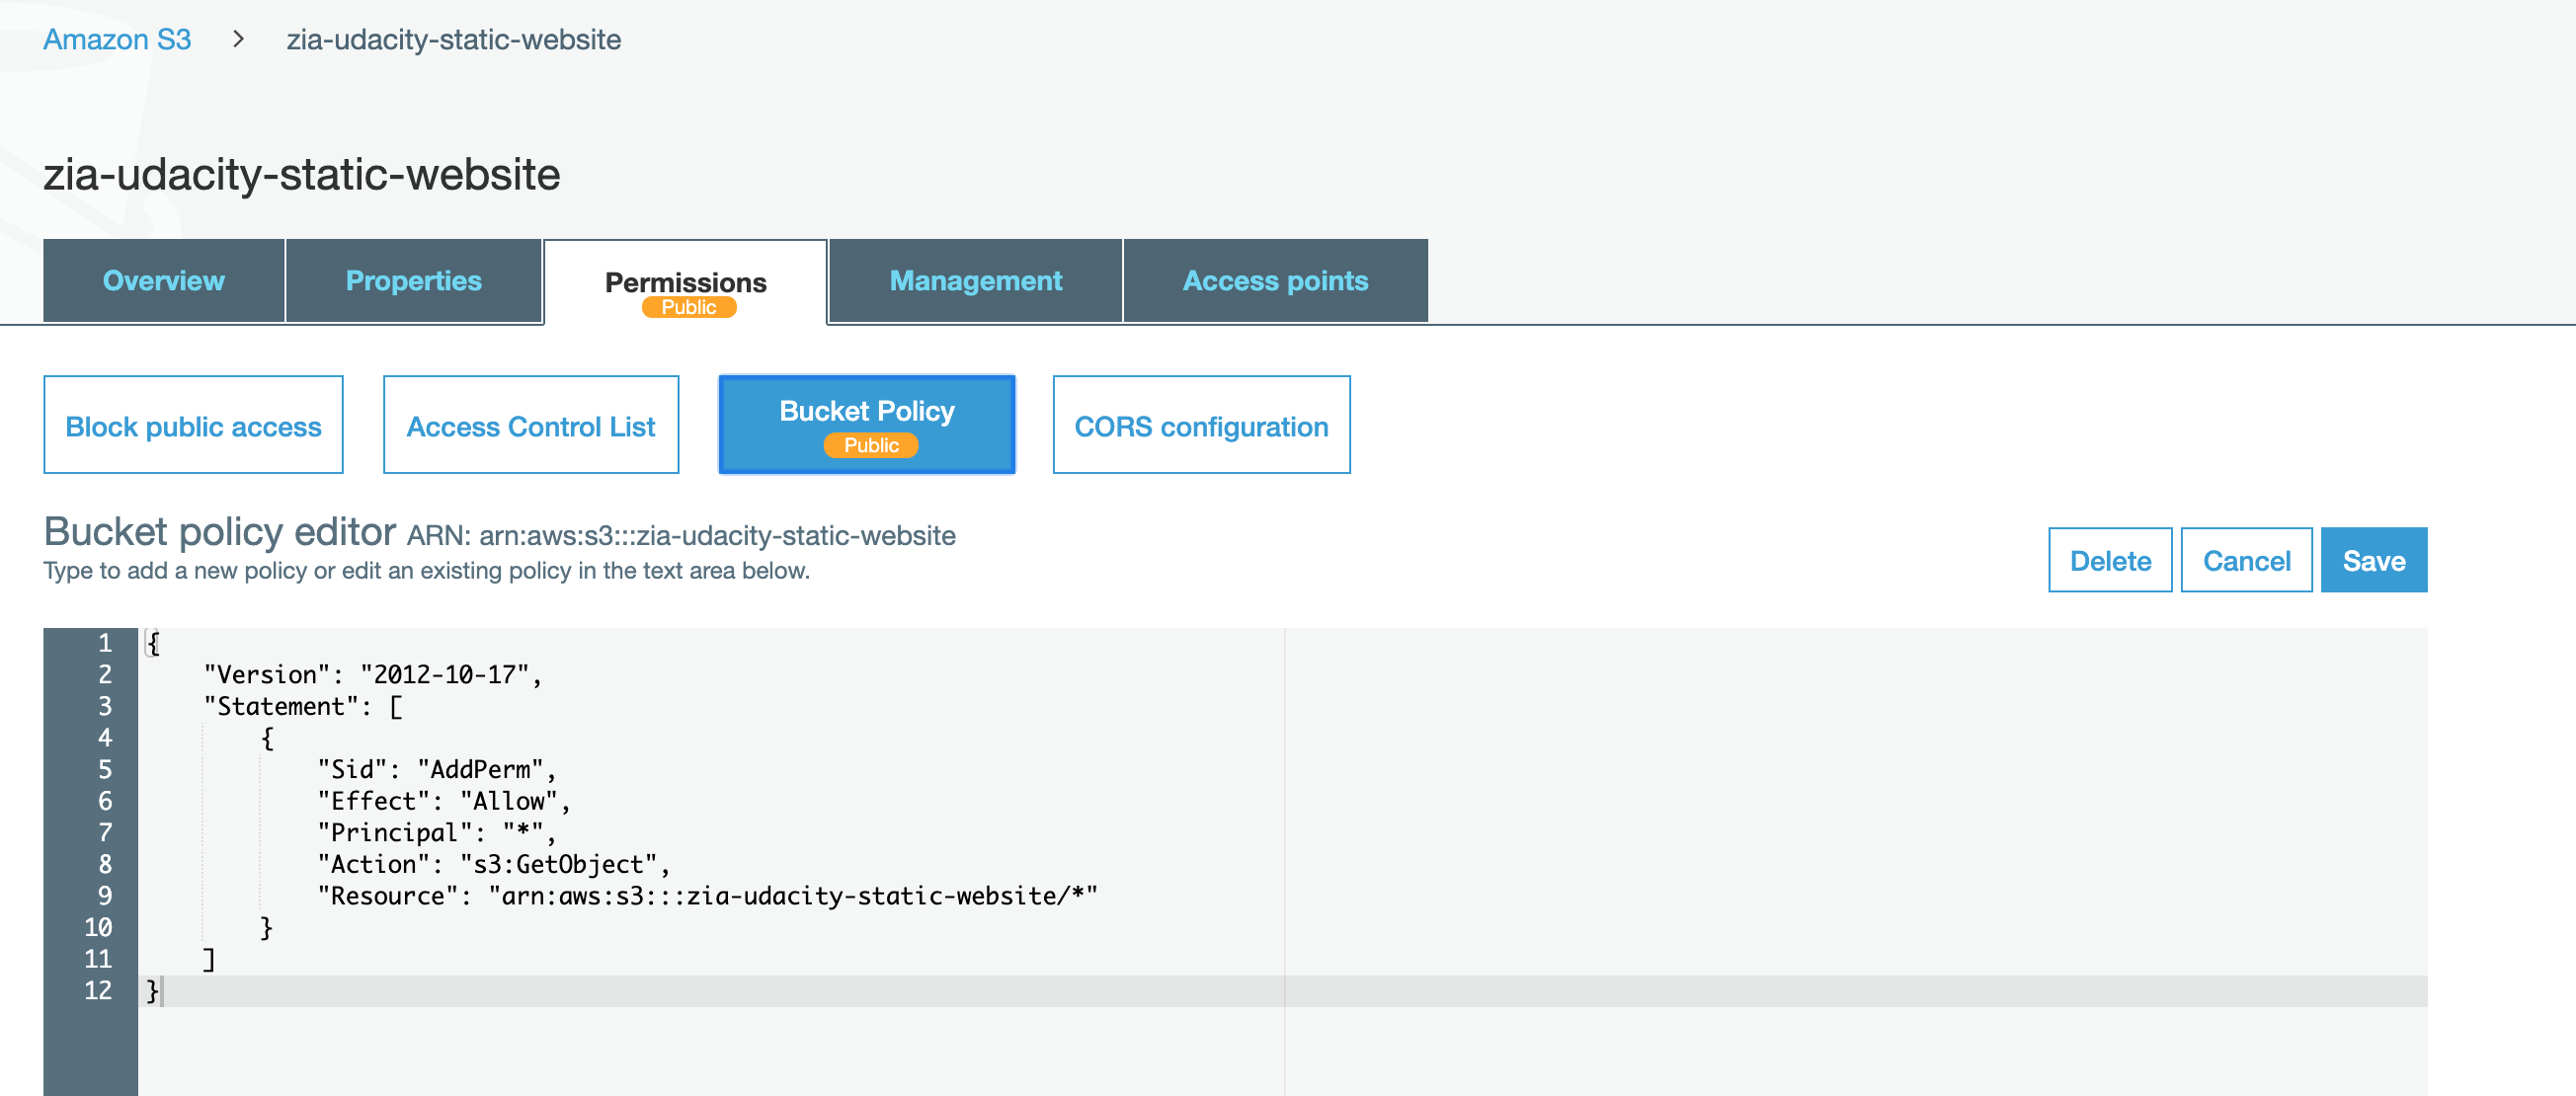 Amazon S3 > zia-udacity-static-website
zia-udacity-static-website
Overview Properties Permissions Management Access points
Public
Block public access Access Control List Bucket Policy CORS configuration
Public
Bucket policy editor ARN: arn:aws:s3:::zia-udacity-static-website
Type to add a new policy or edit an existing policy in the text area below.
Delete Cancel Save
1 {
2     "Version": "2012-10-17",
3     "Statement": [
4         {
5             "Sid": "AddPerm",
6             "Effect": "Allow",
7             "Principal": "*",
8             "Action": "s3:GetObject",
9             "Resource": "arn:aws:s3:::zia-udacity-static-website/*"
10         }
11     ]
12 }